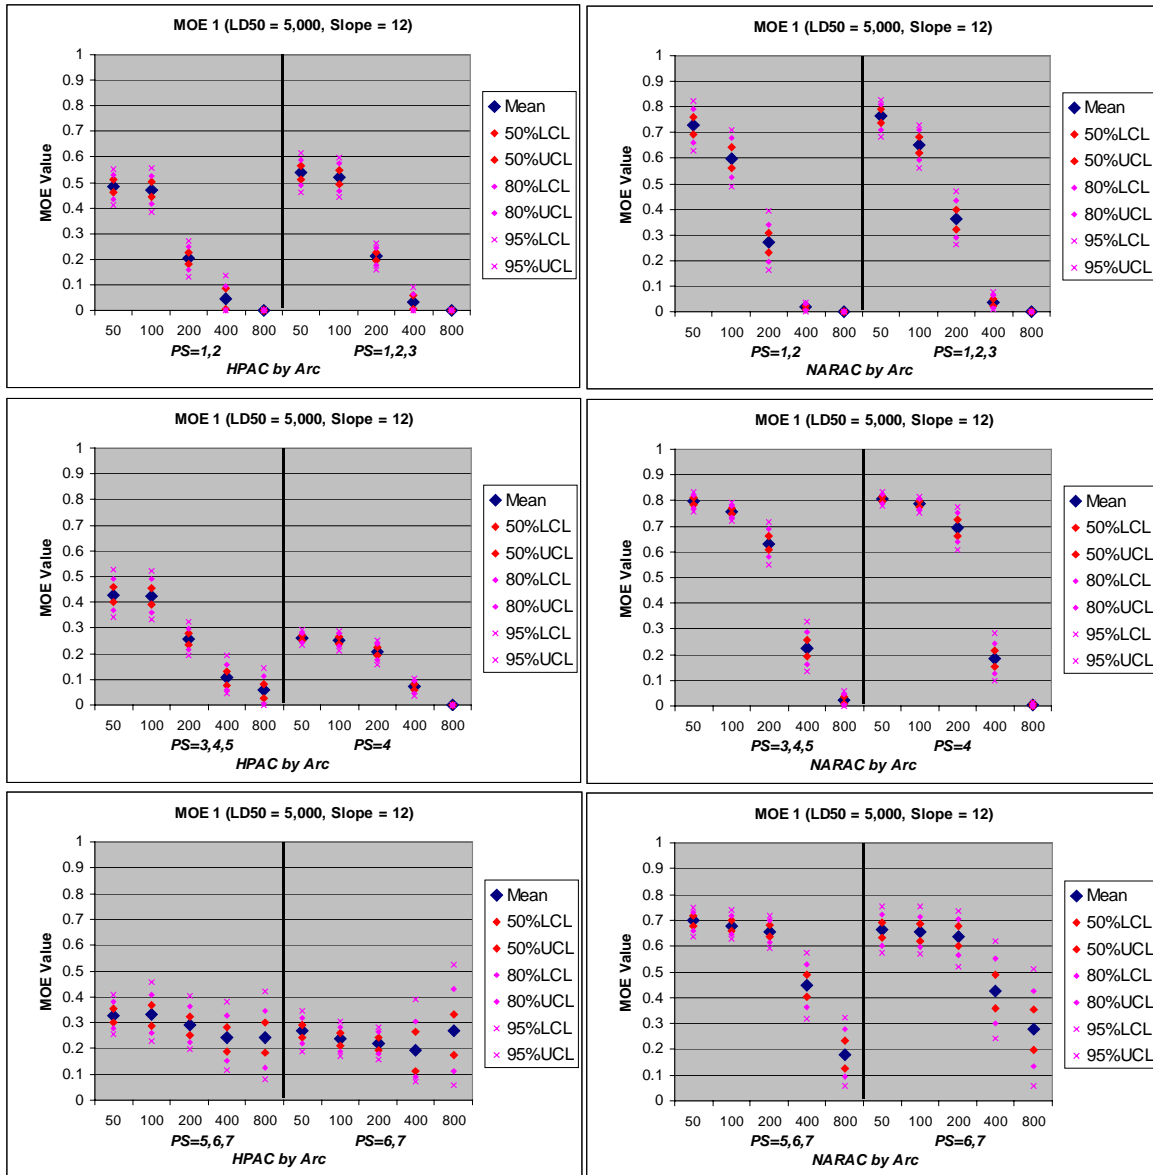 MOE 1 (LD50 = 5,000, Slope = 12)
MOE Value
1
0.9
0.8
0.7
0.6
0.5
0.4
0.3
0.2
0.1
0
50 100 200 400 800 50 100 200 400 800
PS=1,2 PS=1,2,3
HPAC by Arc
Mean
50%LCL
50%UCL
80%LCL
80%UCL
95%LCL
95%UCL
MOE 1 (LD50 = 5,000, Slope = 12)
MOE Value
1
0.9
0.8
0.7
0.6
0.5
0.4
0.3
0.2
0.1
0
50 100 200 400 800 50 100 200 400 800
PS=1,2 PS=1,2,3
NARAC by Arc
Mean
50%LCL
50%UCL
80%LCL
80%UCL
95%LCL
95%UCL
MOE 1 (LD50 = 5,000, Slope = 12)
MOE Value
1
0.9
0.8
0.7
0.6
0.5
0.4
0.3
0.2
0.1
0
50 100 200 400 800 50 100 200 400 800
PS=3,4,5 PS=4
HPAC by Arc
Mean
50%LCL
50%UCL
80%LCL
80%UCL
95%LCL
95%UCL
MOE 1 (LD50 = 5,000, Slope = 12)
MOE Value
1
0.9
0.8
0.7
0.6
0.5
0.4
0.3
0.2
0.1
0
50 100 200 400 800 50 100 200 400 800
PS=3,4,5 PS=4
NARAC by Arc
Mean
50%LCL
50%UCL
80%LCL
80%UCL
95%LCL
95%UCL
MOE 1 (LD50 = 5,000, Slope = 12)
MOE Value
1
0.9
0.8
0.7
0.6
0.5
0.4
0.3
0.2
0.1
0
50 100 200 400 800 50 100 200 400 800
PS=5,6,7 PS=6,7
HPAC by Arc
Mean
50%LCL
50%UCL
80%LCL
80%UCL
95%LCL
95%UCL
MOE 1 (LD50 = 5,000, Slope = 12)
MOE Value
1
0.9
0.8
0.7
0.6
0.5
0.4
0.3
0.2
0.1
0
50 100 200 400 800 50 100 200 400 800
PS=5,6,7 PS=6,7
NARAC by Arc
Mean
50%LCL
50%UCL
80%LCL
80%UCL
95%LCL
95%UCL